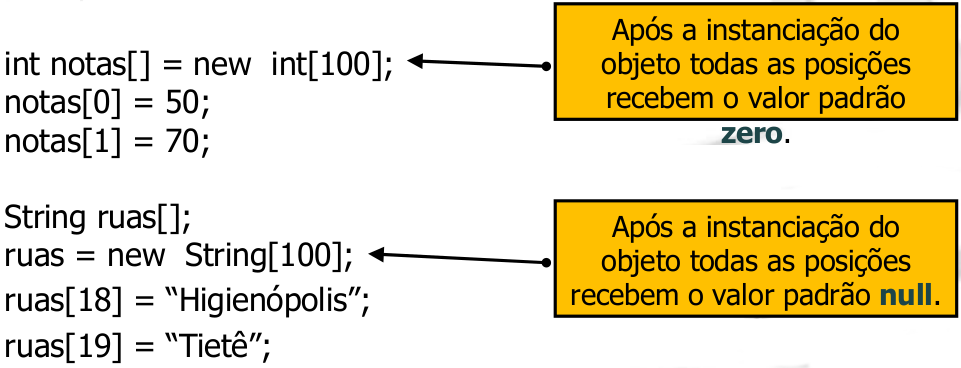 int notas[] = new  int[100];
notas[0] = 50;
notas[1] = 70;
Após a instanciação do
objeto todas as posições
recebem o valor padrão
zero.
String ruas[];
ruas = new  String[100];
ruas[18] = “Higienópolis”;
ruas[19] = “Tietê”;
Após a instanciação do
objeto todas as posições
recebem o valor padrão null.